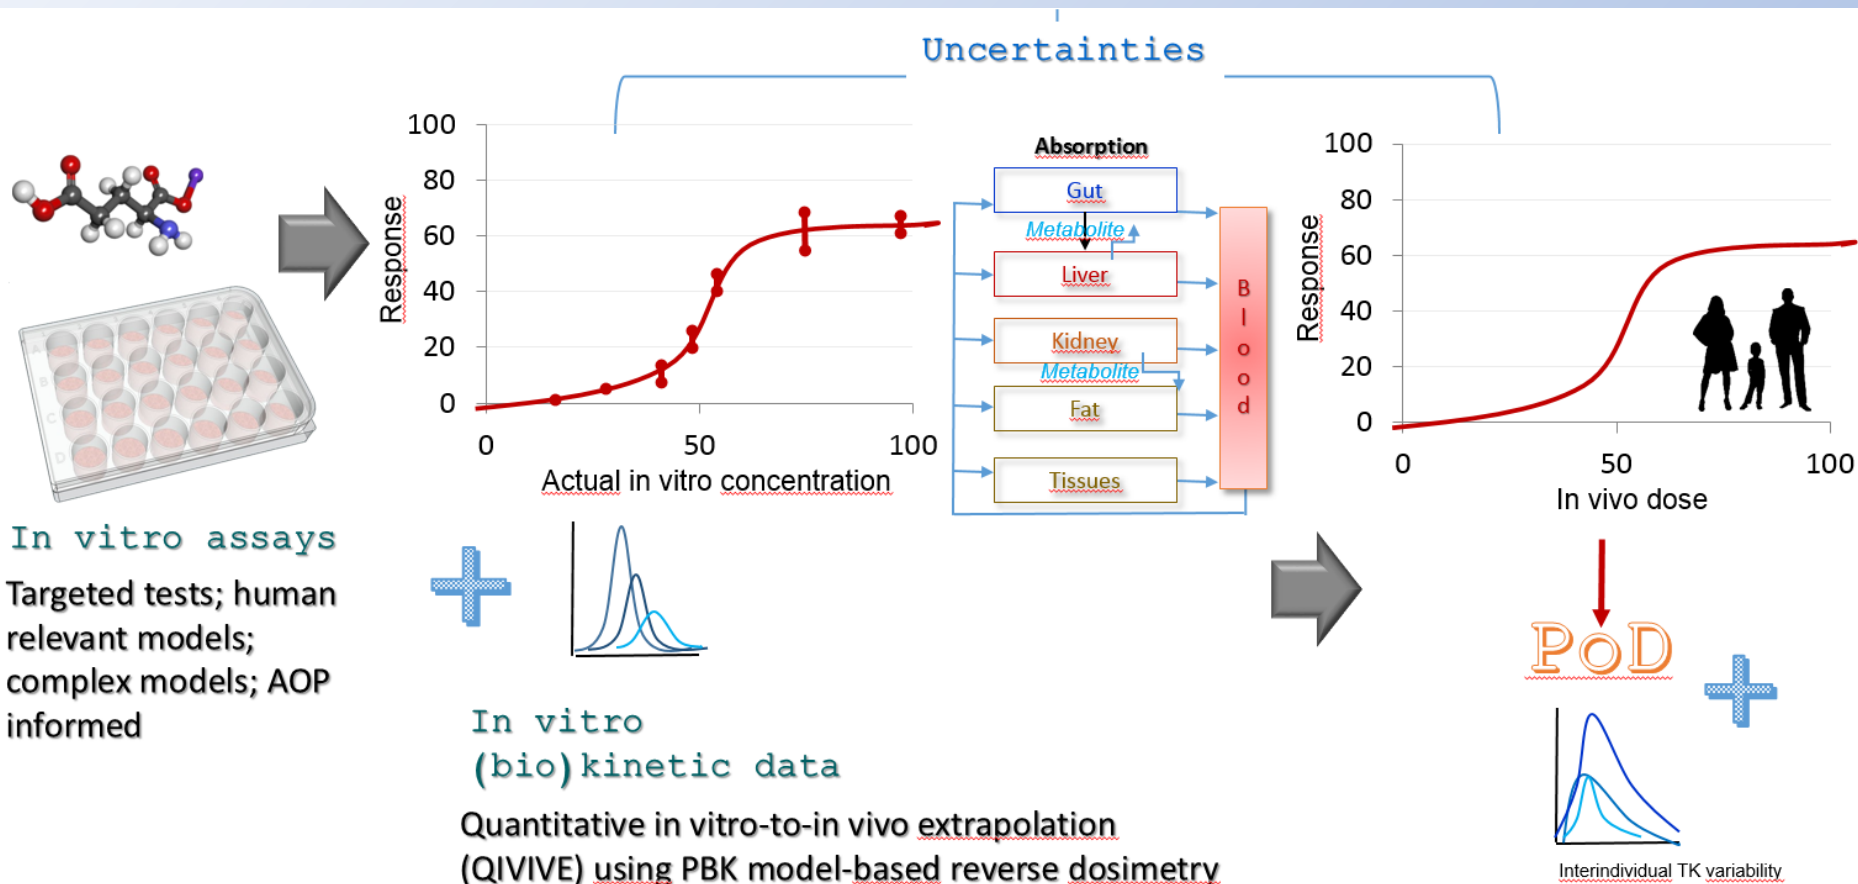 Uncertainties
100
80
60
40
20
0
Response
0
50
100
Actual in vitro concentration
Absorption
Gut
Metabolite
Liver
Kidney
Metabolite
Fat
Tissues
Blood
100
80
60
40
20
0
Response
0
50
100
In vivo dose
In vitro assays
Targeted tests; human
relevant models;
complex models; AOP
informed
In vitro
(bio)kinetic data
Quantitative in vitro-to-in vivo extrapolation
(QIVIVE) using PBK model-based reverse dosimetry
PoD
Interindividual TK variability